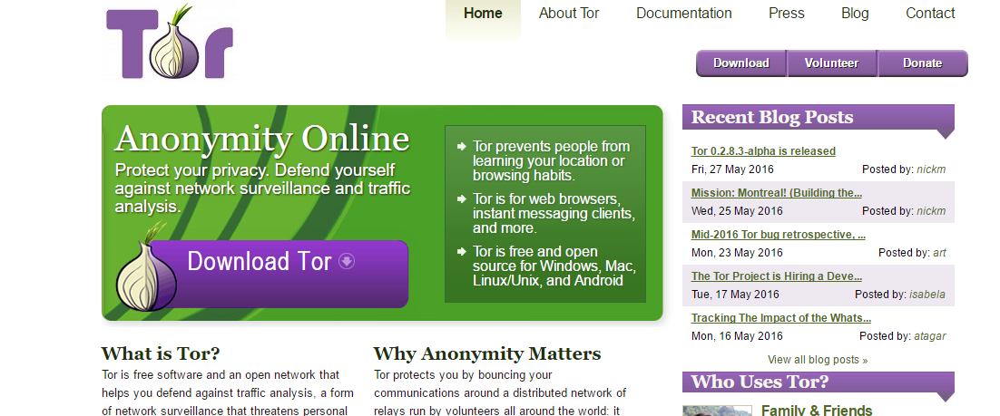 Tor
Home
About Tor
Documentation
Press
Blog
Contact
Download
Volunteer
Donate
Anonymity Online
Protect your privacy. Defend yourself
against network surveillance and traffic
analysis.
Download Tor
Tor prevents people from
learning your location or
browsing habits.
Tor is for web browsers,
instant messaging clients,
and more.
Tor is free and open
source for Windows, Mac,
Linux/Unix, and Android
What is Tor?
Tor is free software and an open network that
helps you defend against traffic analysis, a form
of network surveillance that threatens personal
Why Anonymity Matters
Tor protects you by bouncing your
communications around a distributed network of
relays run by volunteers all around the world: it
Recent Blog Posts
Tor 0.2.8.3-alpha is released
Fri, 27 May 2016 Posted by: nickm
Mission: Montreal! (Building the...
Wed, 25 May 2016 Posted by: nickm
Mid-2016 Tor bug retrospective, ...
Mon, 23 May 2016 Posted by: art
The Tor Project is Hiring a Deve...
Tue, 17 May 2016 Posted by: isabela
Tracking The Impact of the Whats...
Mon, 16 May 2016 Posted by: atagar
View all blog posts »
Who Uses Tor?
Family & Friends